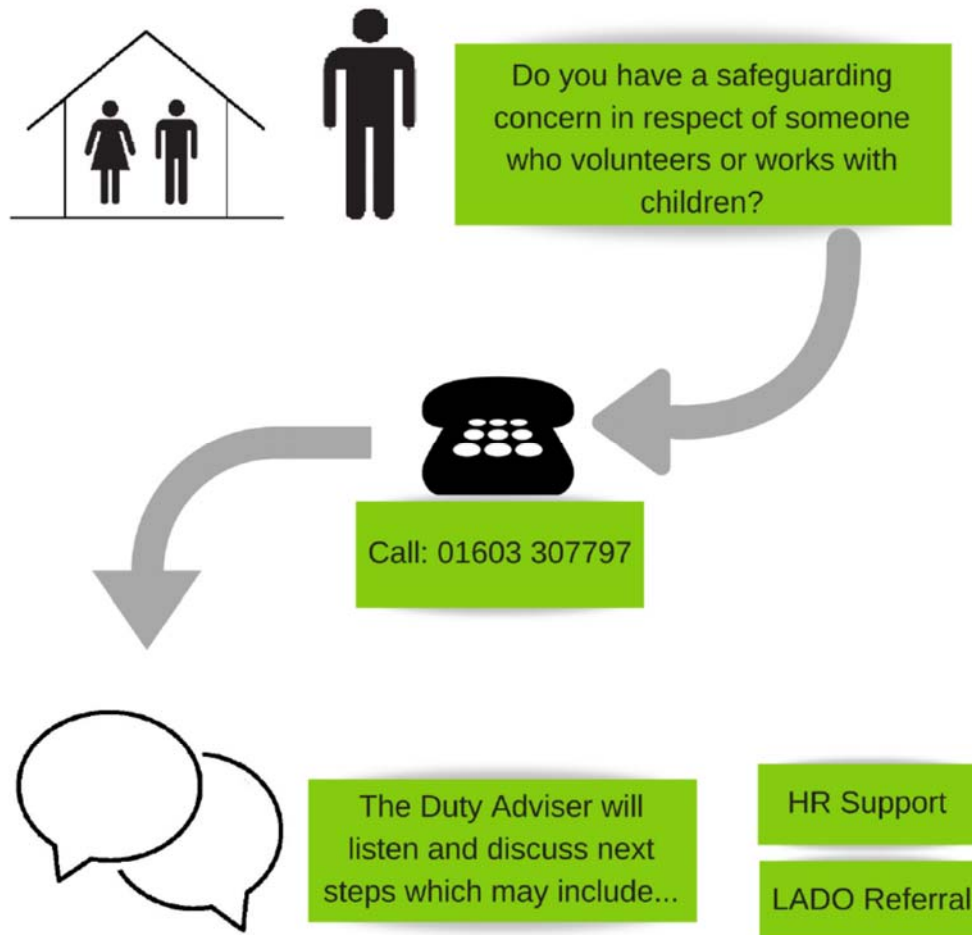 Do you have a safeguarding
concern in respect of someone
who volunteers or works with
children?
Call: 01603 307797
The Duty Adviser will
listen and discuss next
steps which may include...
HR Support
LADO Referral